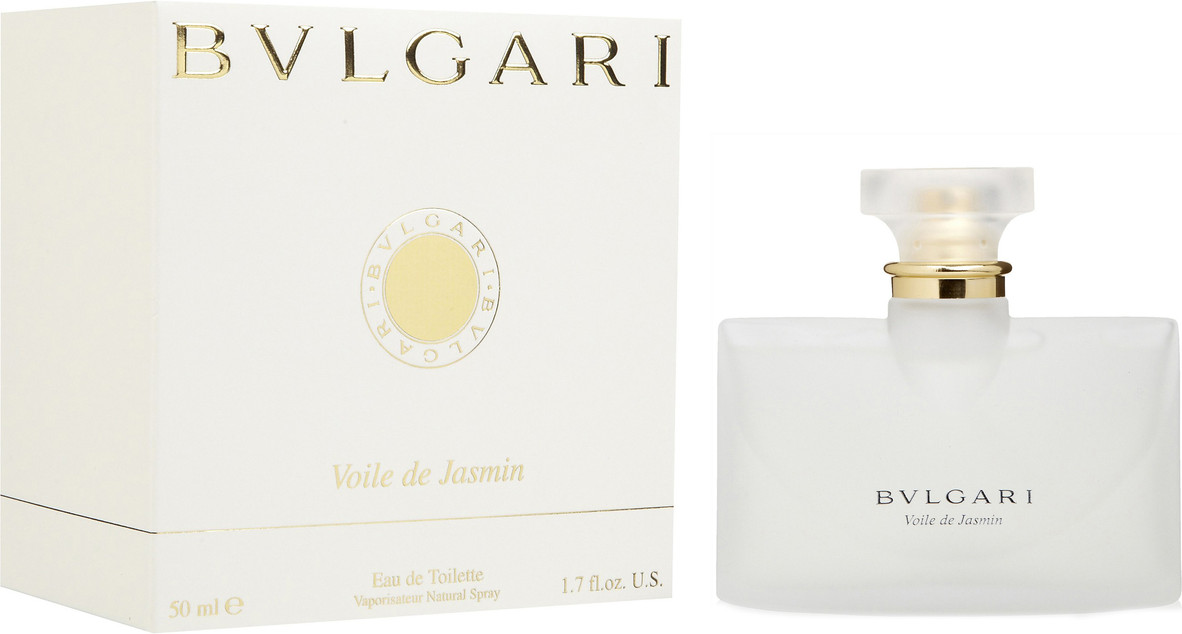 BVLGARI
BVLGARI · BVLGARI ·
Voile de Jasmin
Eau de Toilette
Vaporisateur Natural Spray
50 ml ℮
1.7 fl.oz. U.S.
BVLGARI
Voile de Jasmin